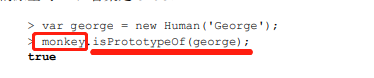 > var george = new Human('George');
> monkey.isPrototypeOf(george);
true